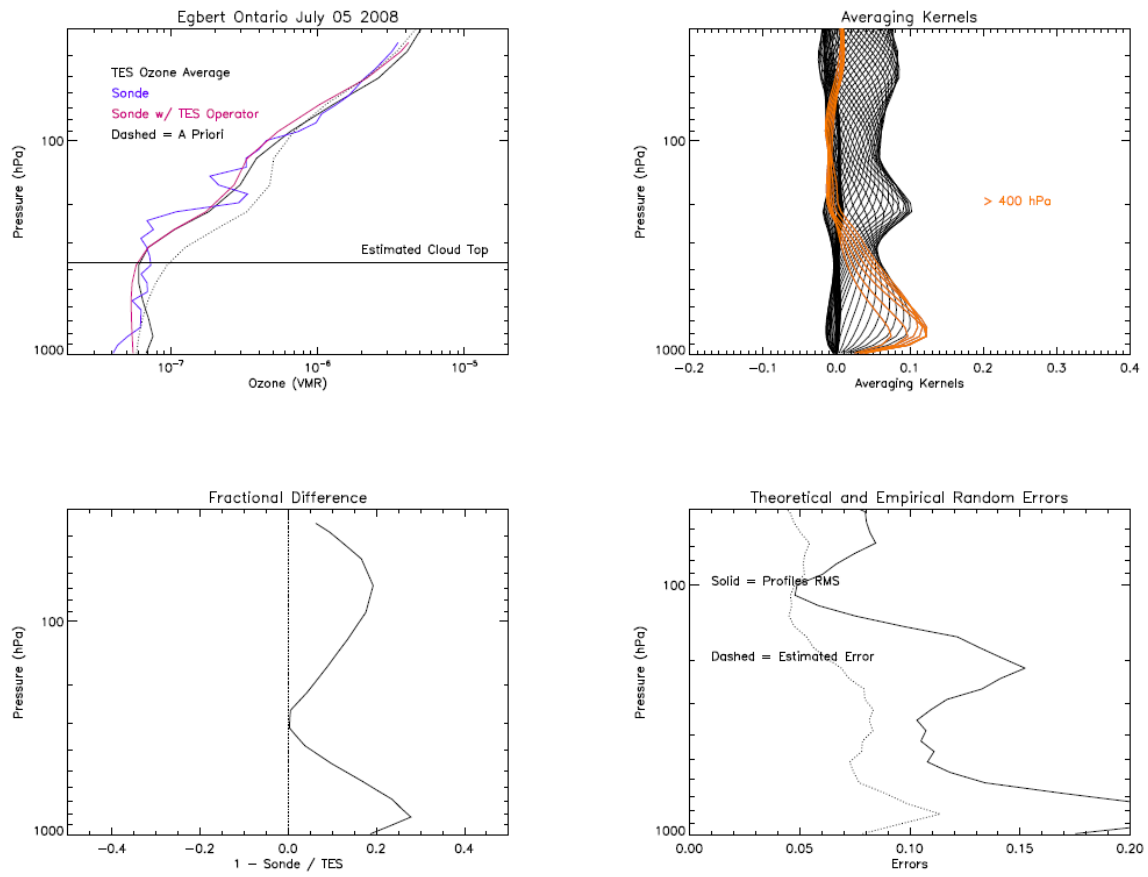 Egbert Ontario July 05 2008
TES Ozone Average
Sonde
Sonde w/ TES Operator
Dashed = A Priori
Estimated Cloud Top
100
1000
Pressure (hPa)
10⁻⁷ 10⁻⁶ 10⁻⁵
Ozone (VMR)
Averaging Kernels
> 400 hPa
100
1000
Pressure (hPa)
−0.2 −0.1 0.0 0.1 0.2 0.3 0.4
Averaging Kernels
Fractional Difference
100
1000
Pressure (hPa)
−0.4 −0.2 0.0 0.2 0.4
1 − Sonde / TES
Theoretical and Empirical Random Errors
Solid = Profiles RMS
Dashed = Estimated Error
100
1000
Pressure (hPa)
0.00 0.05 0.10 0.15 0.20
Errors